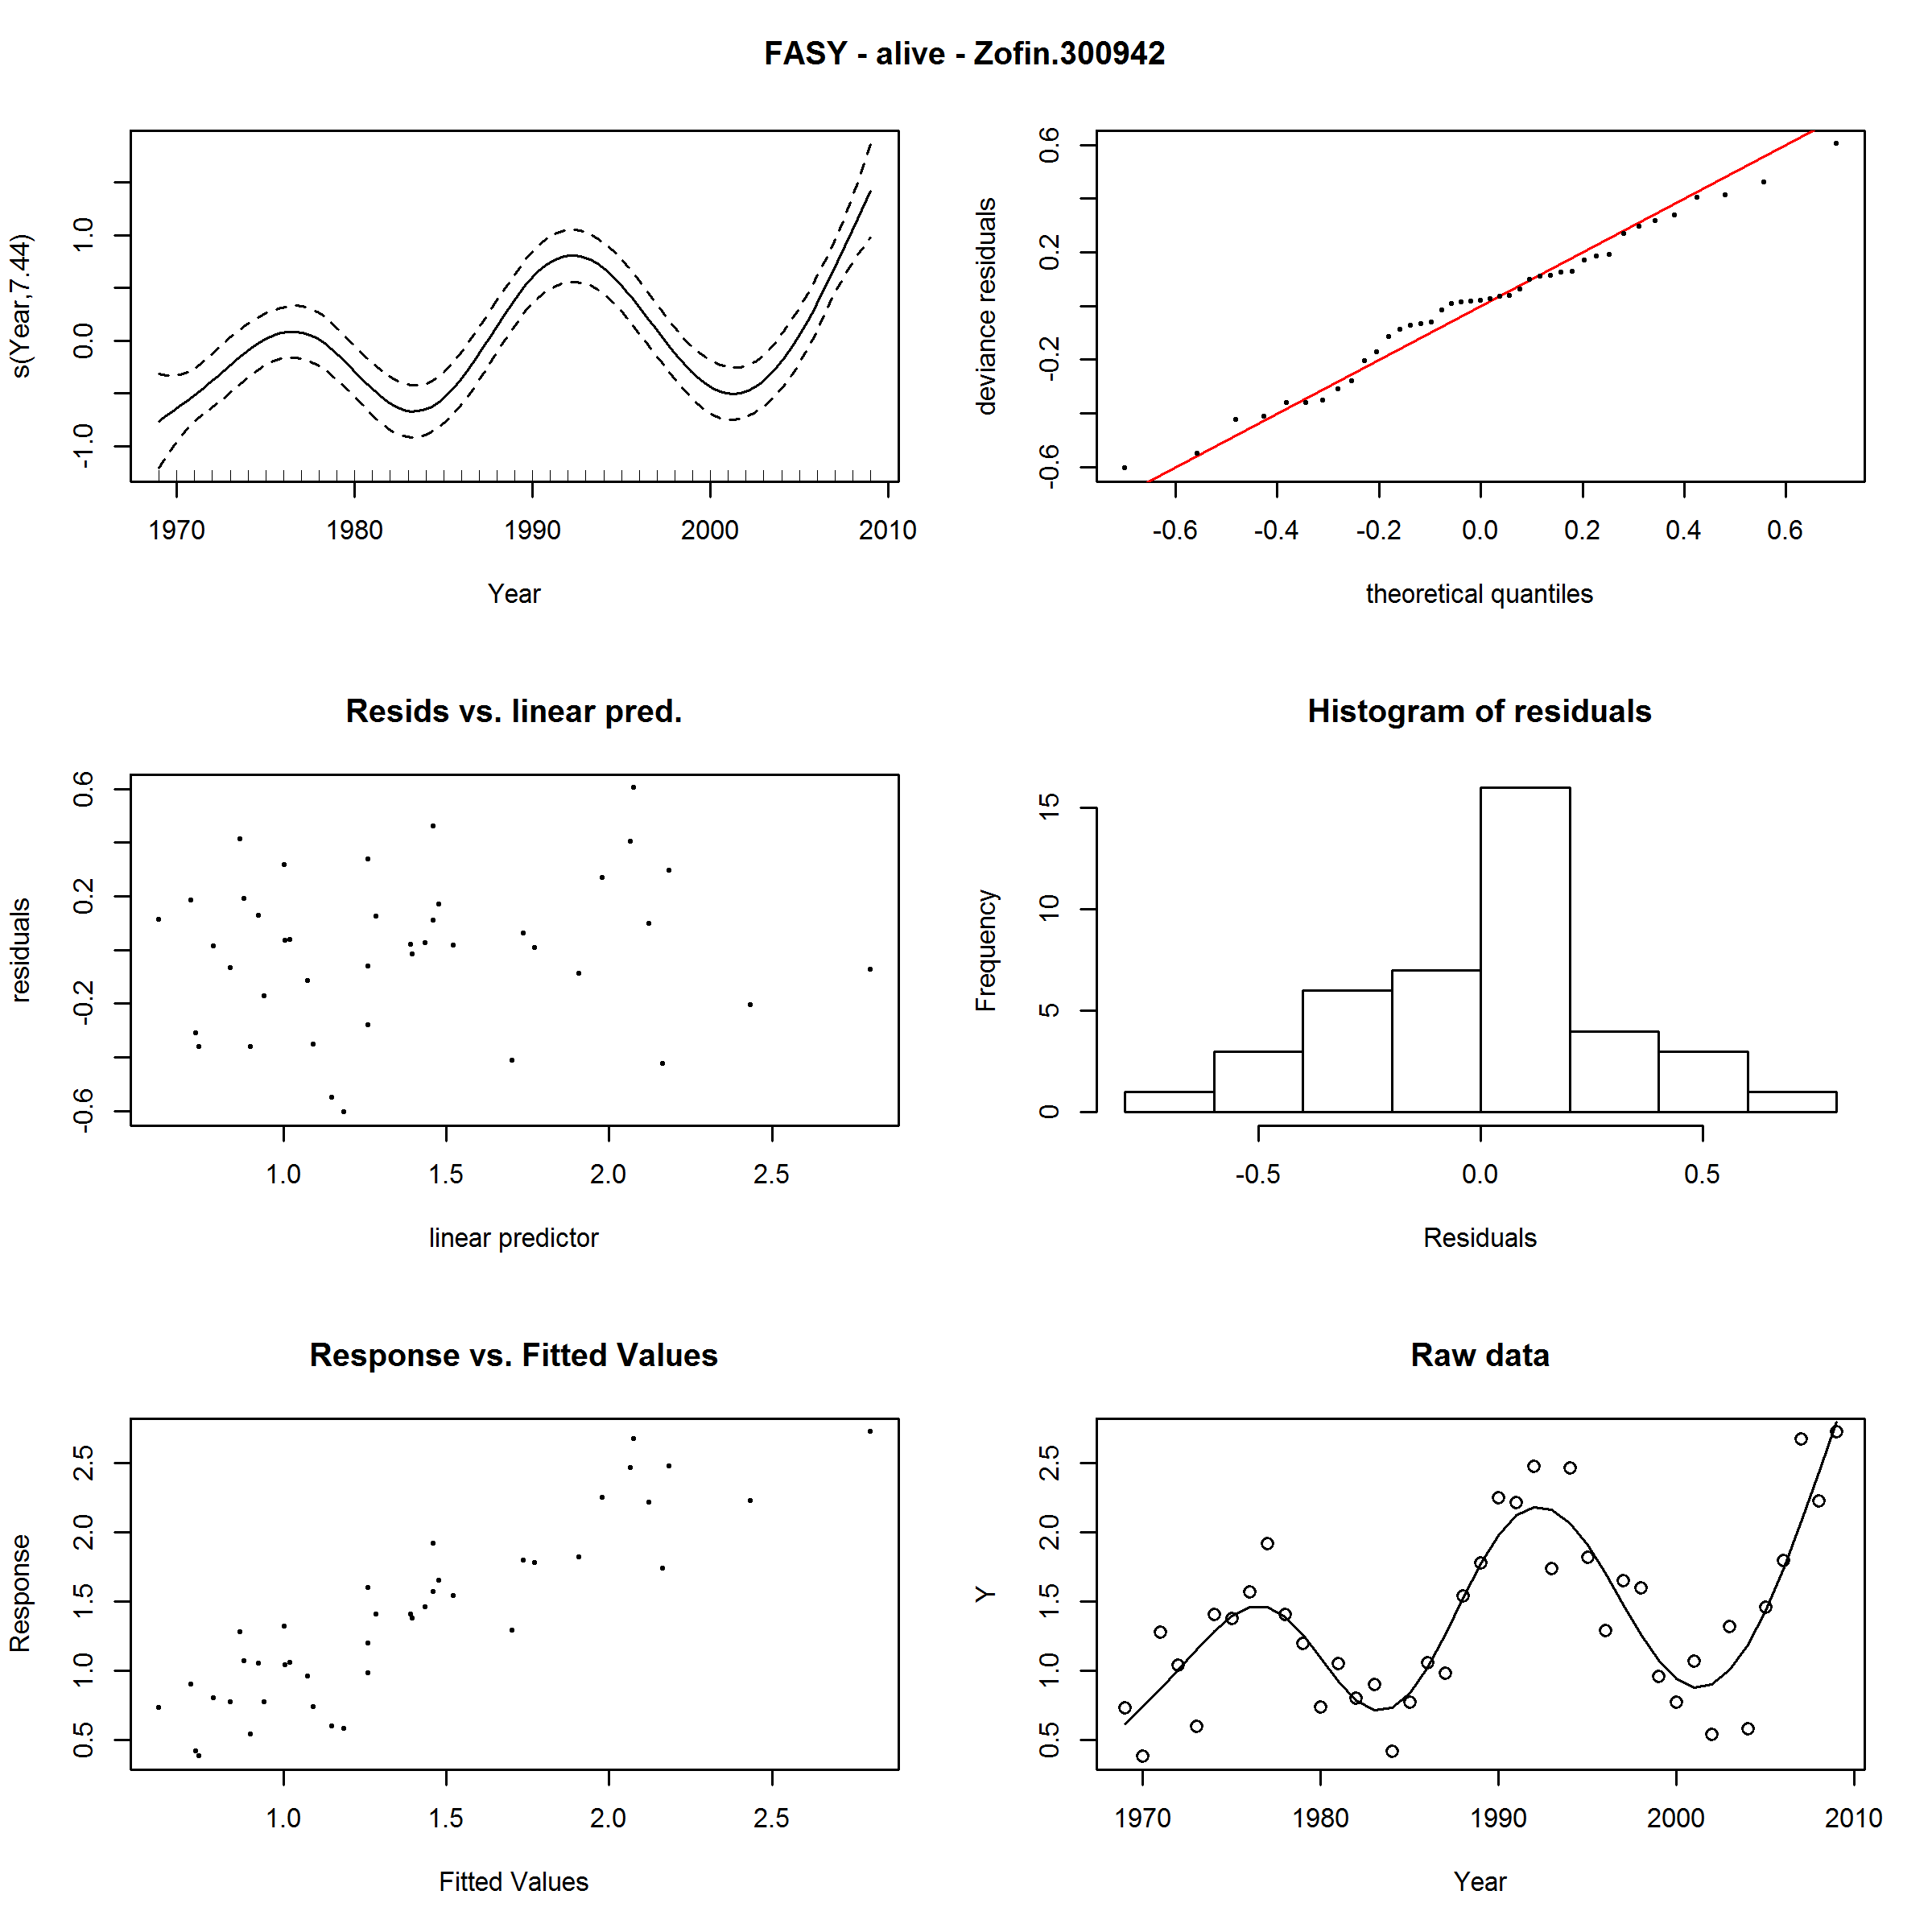 FASY - alive - Zofin.300942
s(Year,7.44)
-1.0 0.0 1.0
1970 1980 1990 2000 2010
Year
deviance residuals
-0.6 -0.2 0.2 0.6
-0.6 -0.4 -0.2 0.0 0.2 0.4 0.6
theoretical quantiles
Resids vs. linear pred.
residuals
-0.6 -0.2 0.2 0.6
1.0 1.5 2.0 2.5
linear predictor
Histogram of residuals
Frequency
0 5 10 15
-0.5 0.0 0.5
Residuals
Response vs. Fitted Values
Response
0.5 1.0 1.5 2.0 2.5
1.0 1.5 2.0 2.5
Fitted Values
Raw data
Y
0.5 1.0 1.5 2.0 2.5
1970 1980 1990 2000 2010
Year